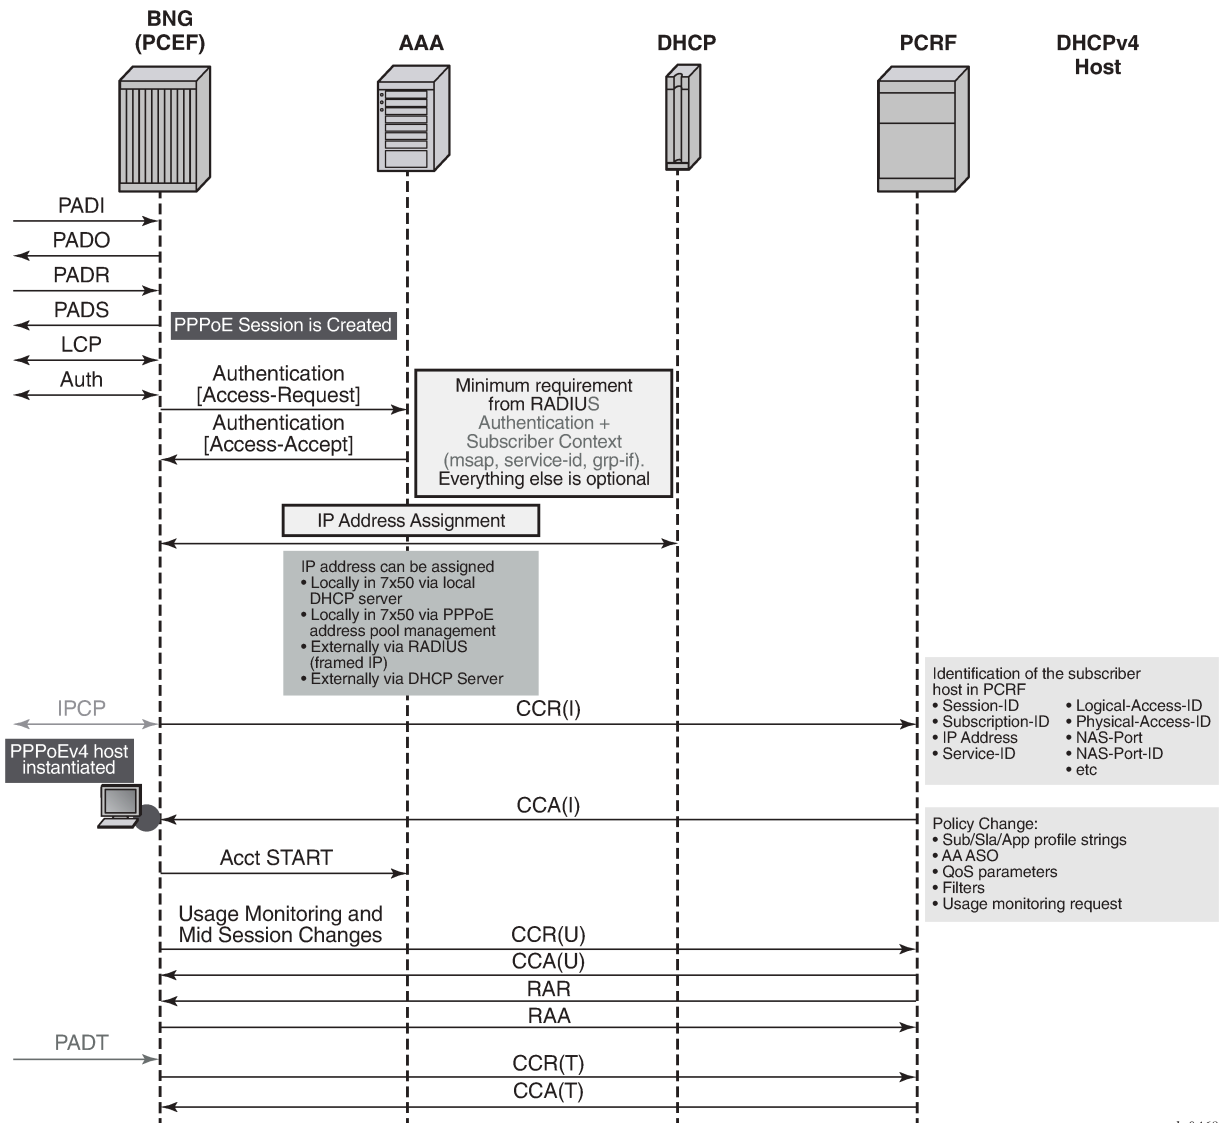 BNG
(PCEF)
AAA
DHCP
PCRF
DHCPv4
Host
PADI
PADO
PADR
PADS
PPPoE Session is Created
LCP
Auth
Authentication
[Access-Request]
Authentication
[Access-Accept]
Minimum requirement
from RADIUS
Authentication +
Subscriber Context
(msap, service-id, grp-if).
Everything else is optional
IP Address Assignment
IP address can be assigned
• Locally in 7x50 via local
DHCP server
• Locally in 7x50 via PPPoE
address pool management
• Externally via RADIUS
(framed IP)
• Externally via DHCP Server
IPCP
CCR(I)
Identification of the subscriber
host in PCRF
• Session-ID
• Subscription-ID
• IP Address
• Service-ID
• Logical-Access-ID
• Physical-Access-ID
• NAS-Port
• NAS-Port-ID
• etc
PPPoEv4 host
instantiated
CCA(I)
Policy Change:
• Sub/Sla/App profile strings
• AA ASO
• QoS parameters
• Filters
• Usage monitoring request
Acct START
Usage Monitoring and
Mid Session Changes
CCR(U)
CCA(U)
RAR
RAA
PADT
CCR(T)
CCA(T)